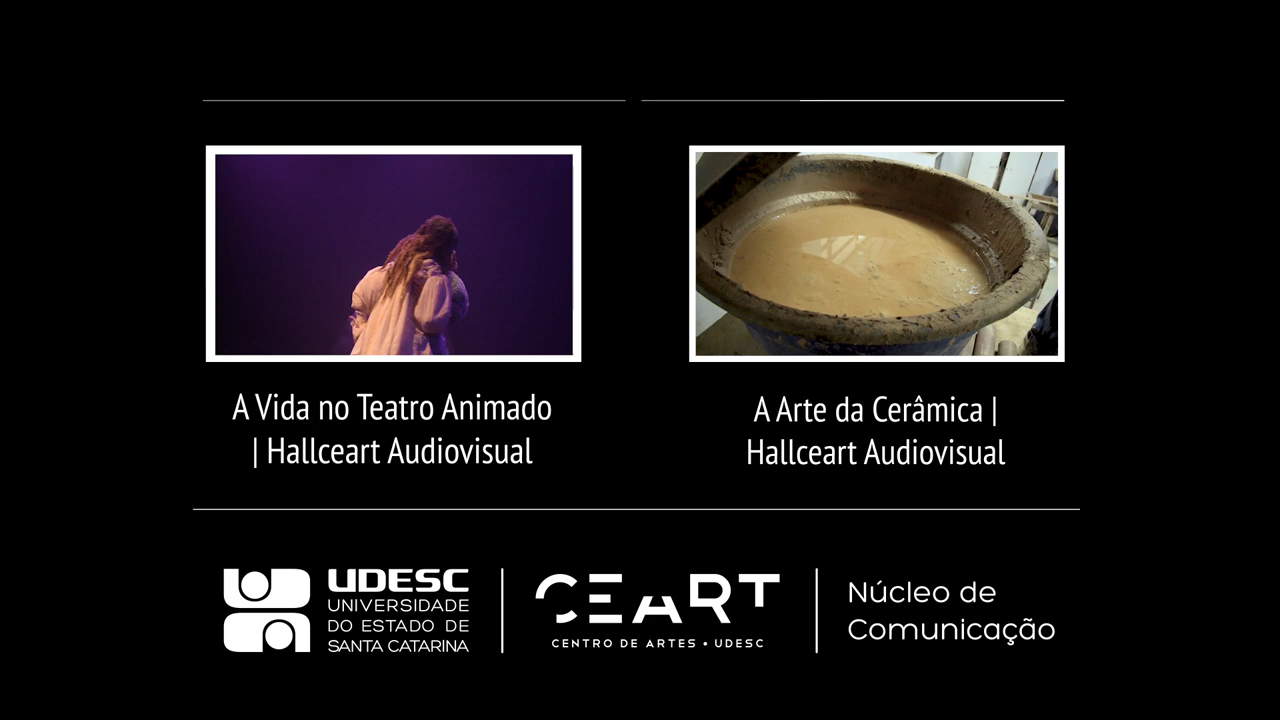 A Vida no Teatro Animado
| Hallceart Audiovisual
A Arte da Cerâmica |
Hallceart Audiovisual
UDESC
UNIVERSIDADE
DO ESTADO DE
SANTA CATARINA
CEART
CENTRO DE ARTES • UDESC
Núcleo de
Comunicação